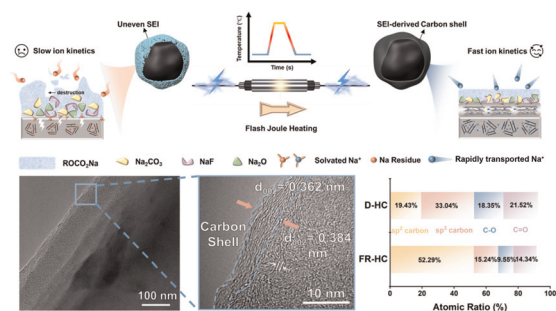 Uneven SEI
SEI-derived Carbon shell
Slow ion kinetics
Fast ion kinetics
Temperature (°C)
Time (s)
destruction
Flash Joule Heating
ROCO₂Na
Na₂CO₃
NaF
Na₂O
Solvated Na⁺
Na Residue
Rapidly transported Na⁺
d = 0.362 nm
Carbon
Shell
d = 0.384
nm
100 nm
10 nm
D-HC
19.43%
33.04%
18.35%
21.52%
sp² carbon
sp³ carbon
C-O
C=O
FR-HC
52.29%
15.24%
9.55%
14.34%
0
20
40
60
80
100
Atomic Ratio (%)